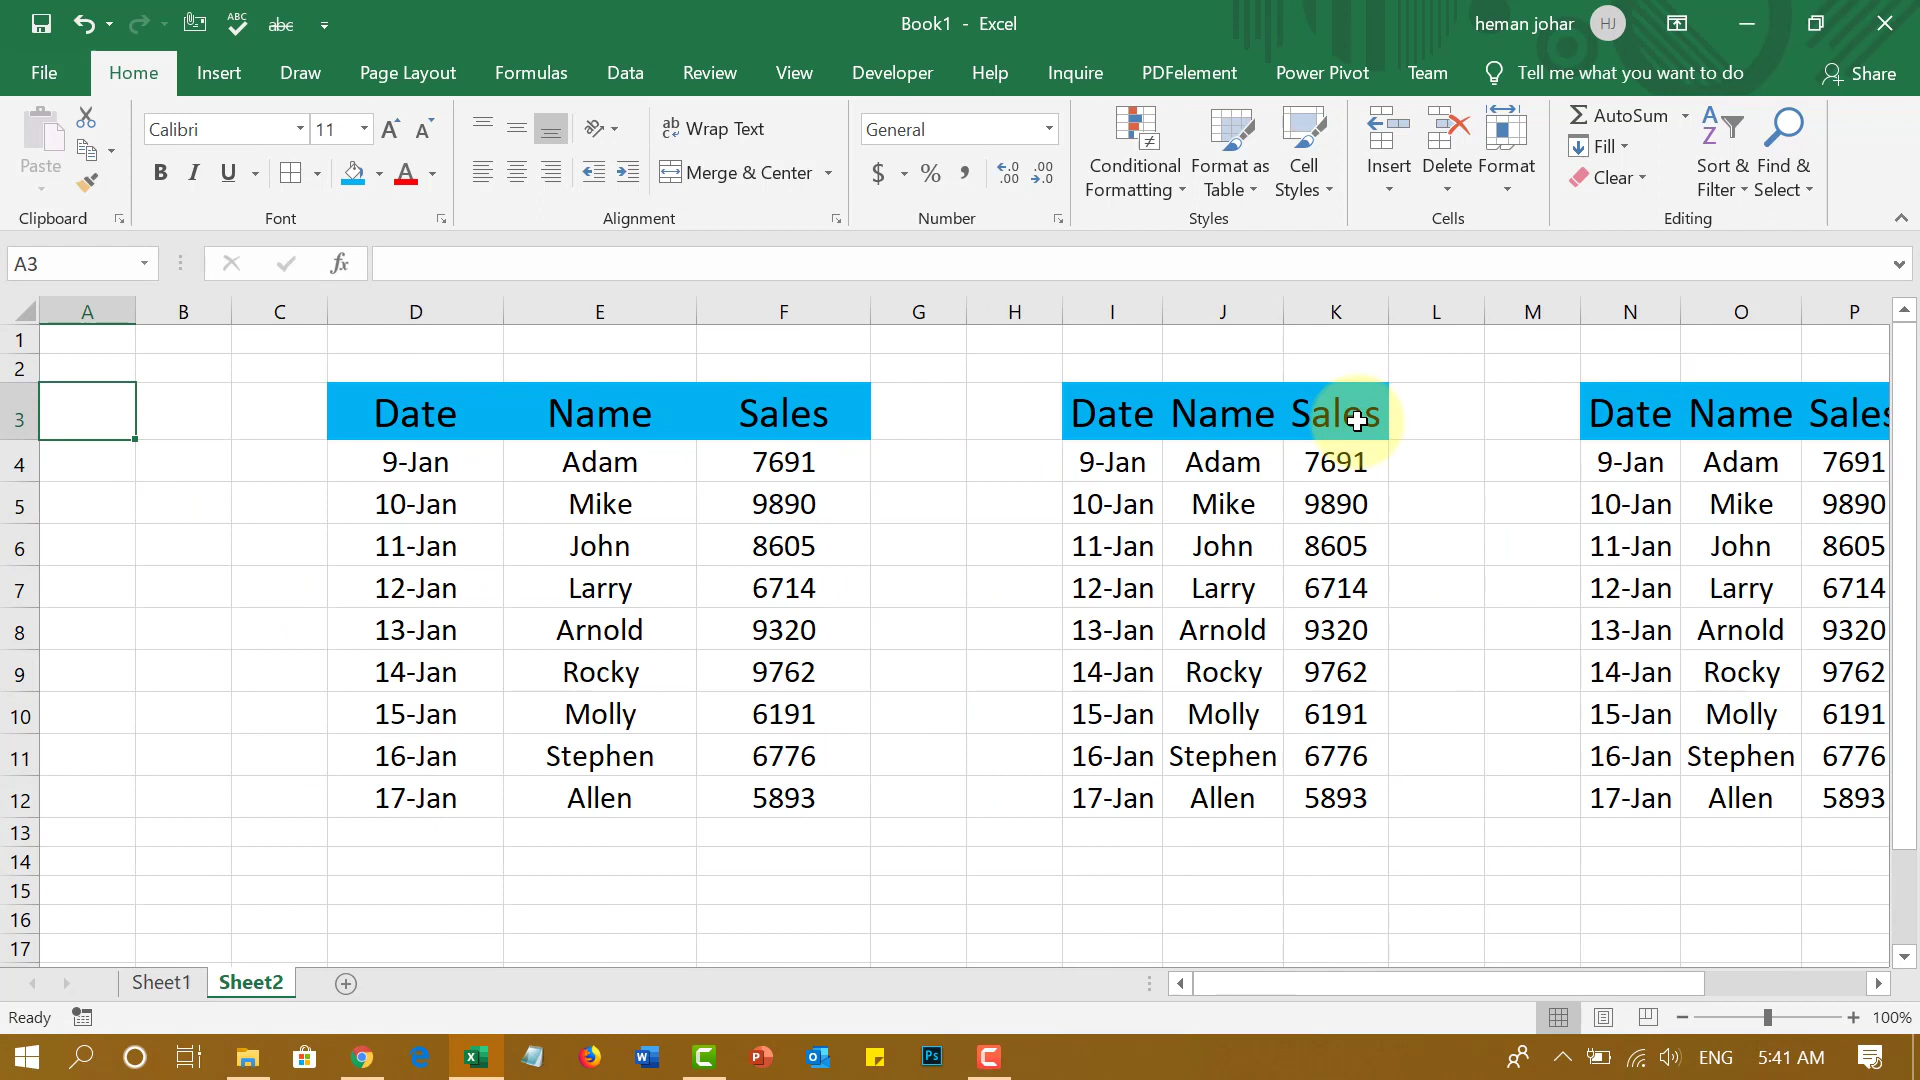 Book1 - Excel
heman johar HJ
File Home Insert Draw Page Layout Formulas Data Review View Developer Help Inquire PDFelement Power Pivot Team Tell me what you want to do Share
Paste
Calibri 11
Wrap Text
General
Conditional Formatting
Format as Table
Cell Styles
Insert Delete Format
AutoSum
Fill
Clear
Sort & Filter
Find & Select
B I U
Merge & Center
$ % ,
Clipboard Font Alignment Number Styles Cells Editing
A3 fx
A B C D E F G H I J K L M N O P
1
2
3 Date Name Sales Date Name Sales Date Name Sales
4 9-Jan Adam 7691 9-Jan Adam 7691 9-Jan Adam 7691
5 10-Jan Mike 9890 10-Jan Mike 9890 10-Jan Mike 9890
6 11-Jan John 8605 11-Jan John 8605 11-Jan John 8605
7 12-Jan Larry 6714 12-Jan Larry 6714 12-Jan Larry 6714
8 13-Jan Arnold 9320 13-Jan Arnold 9320 13-Jan Arnold 9320
9 14-Jan Rocky 9762 14-Jan Rocky 9762 14-Jan Rocky 9762
10 15-Jan Molly 6191 15-Jan Molly 6191 15-Jan Molly 6191
11 16-Jan Stephen 6776 16-Jan Stephen 6776 16-Jan Stephen 6776
12 17-Jan Allen 5893 17-Jan Allen 5893 17-Jan Allen 5893
13
14
15
16
17
Sheet1 Sheet2
Ready 100%
ENG 5:41 AM